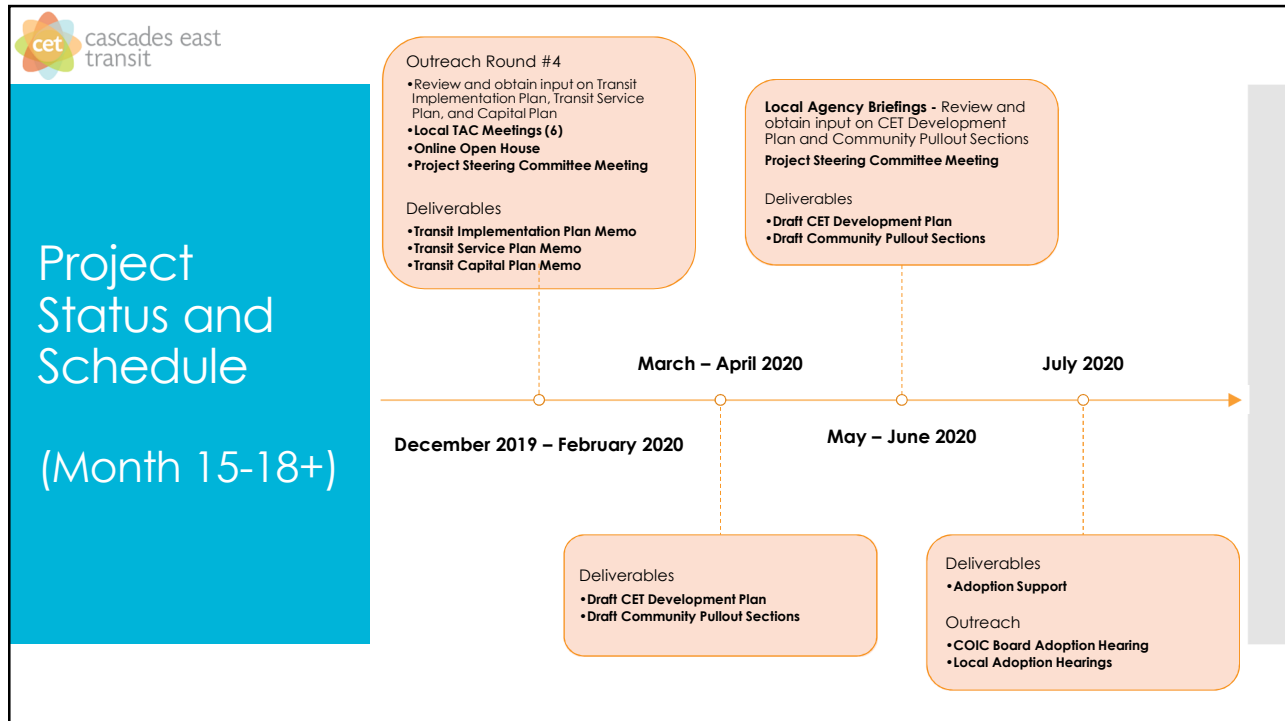 cet cascades east
transit
Project
Status and
Schedule
(Month 15-18+)
Outreach Round #4
•Review and obtain input on Transit
Implementation Plan, Transit Service
Plan, and Capital Plan
•Local TAC Meetings (6)
•Online Open House
•Project Steering Committee Meeting
Deliverables
•Transit Implementation Plan Memo
•Transit Service Plan Memo
•Transit Capital Plan Memo
Local Agency Briefings - Review and
obtain input on CET Development
Plan and Community Pullout Sections
Project Steering Committee Meeting
Deliverables
•Draft CET Development Plan
•Draft Community Pullout Sections
March – April 2020
July 2020
December 2019 – February 2020
May – June 2020
Deliverables
•Draft CET Development Plan
•Draft Community Pullout Sections
Deliverables
•Adoption Support
Outreach
•COIC Board Adoption Hearing
•Local Adoption Hearings